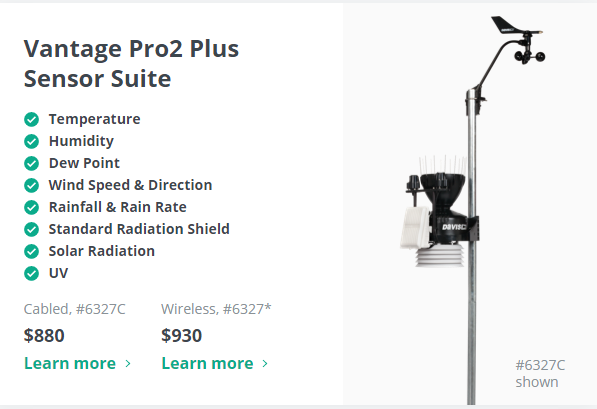 Vantage Pro2 Plus
Sensor Suite
Temperature
Humidity
Dew Point
Wind Speed & Direction
Rainfall & Rain Rate
Standard Radiation Shield
Solar Radiation
UV
Cabled, #6327C
Wireless, #6327*
$880
$930
Learn more >
Learn more >
DAVIS
#6327C
shown